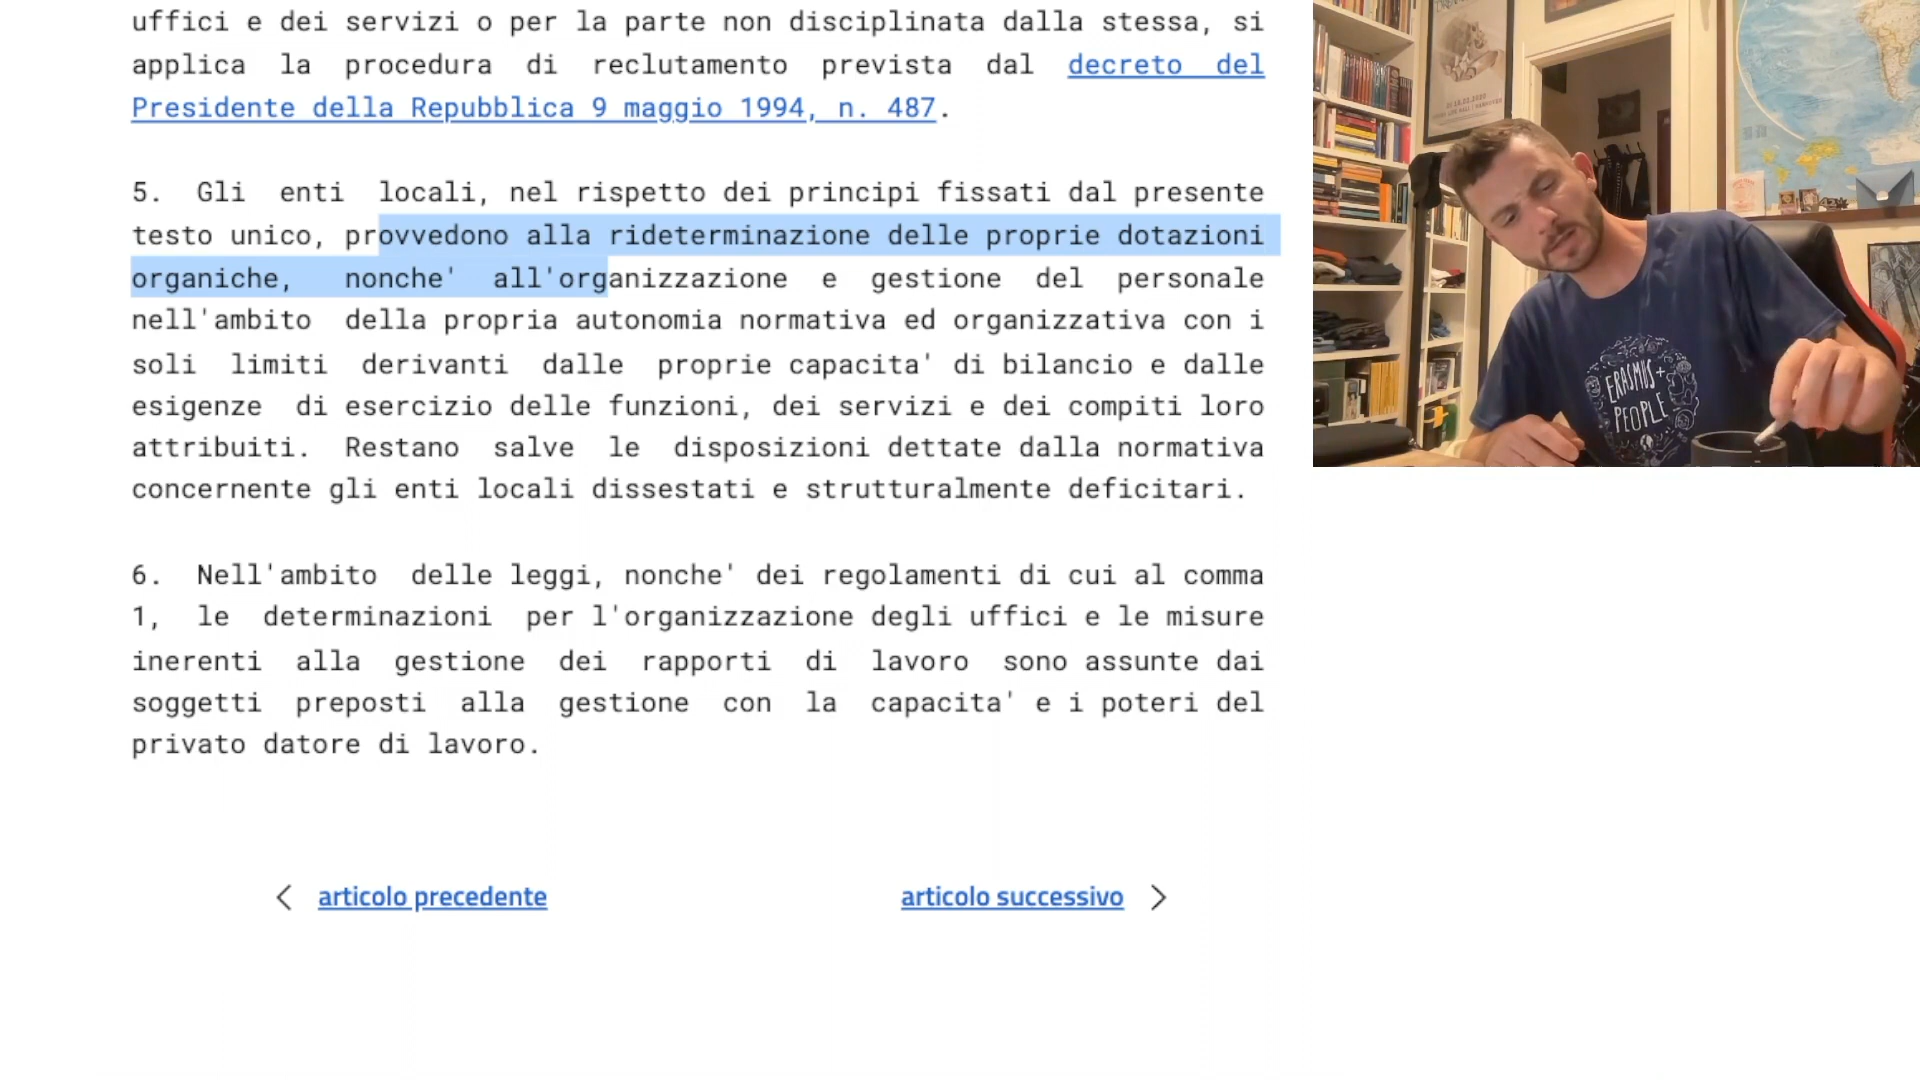 uffici e dei servizi o per la parte non disciplinata dalla stessa, si
applica la procedura di reclutamento prevista dal decreto del
Presidente della Repubblica 9 maggio 1994, n. 487.
5. Gli enti locali, nel rispetto dei principi fissati dal presente
testo unico, provvedono alla rideterminazione delle proprie dotazioni
organiche, nonche' all'organizzazione e gestione del personale
nell'ambito della propria autonomia normativa ed organizzativa con i
soli limiti derivanti dalle proprie capacita' di bilancio e dalle
esigenze di esercizio delle funzioni, dei servizi e dei compiti loro
attribuiti. Restano salve le disposizioni dettate dalla normativa
concernente gli enti locali dissestati e strutturalmente deficitari.
6. Nell'ambito delle leggi, nonche' dei regolamenti di cui al comma
1, le determinazioni per l'organizzazione degli uffici e le misure
inerenti alla gestione dei rapporti di lavoro sono assunte dai
soggetti preposti alla gestione con la capacita' e i poteri del
privato datore di lavoro.
articolo precedente
articolo successivo
ERASMUS+
PEOPLE